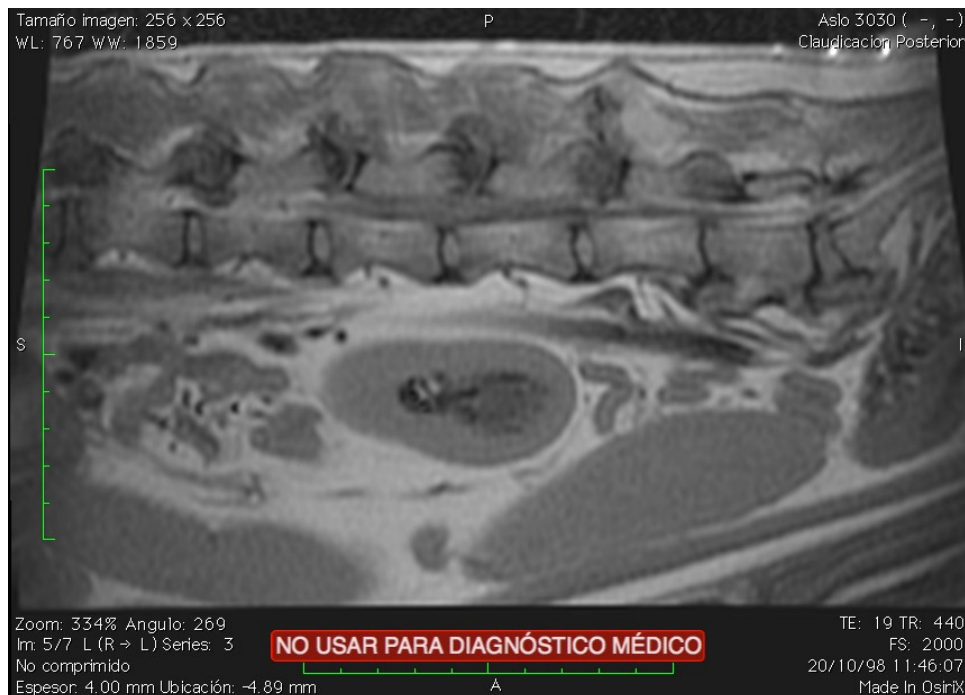 Tamaño imagen: 256 x 256
WL: 767 WW: 1859
P
Aslo 3030 ( -, -)
Claudicacion Posterior
S
I
Zoom: 334% Angulo: 269
Im: 5/7 L (R → L) Series: 3
No comprimido
Espesor: 4.00 mm Ubicación: -4.89 mm
NO USAR PARA DIAGNÓSTICO MÉDICO
A
TE: 19 TR: 440
FS: 2000
20/10/98 11:46:07
Made In OsiriX